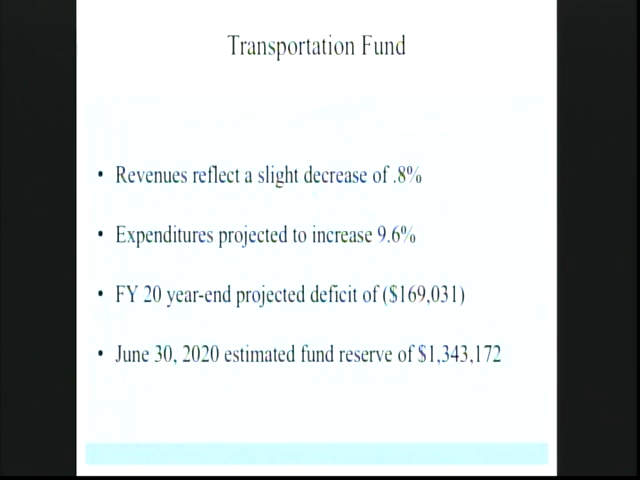 Transportation Fund
• Revenues reflect a slight decrease of .8%
• Expenditures projected to increase 9.6%
• FY 20 year-end projected deficit of ($169,031)
• June 30, 2020 estimated fund reserve of $1,343,172